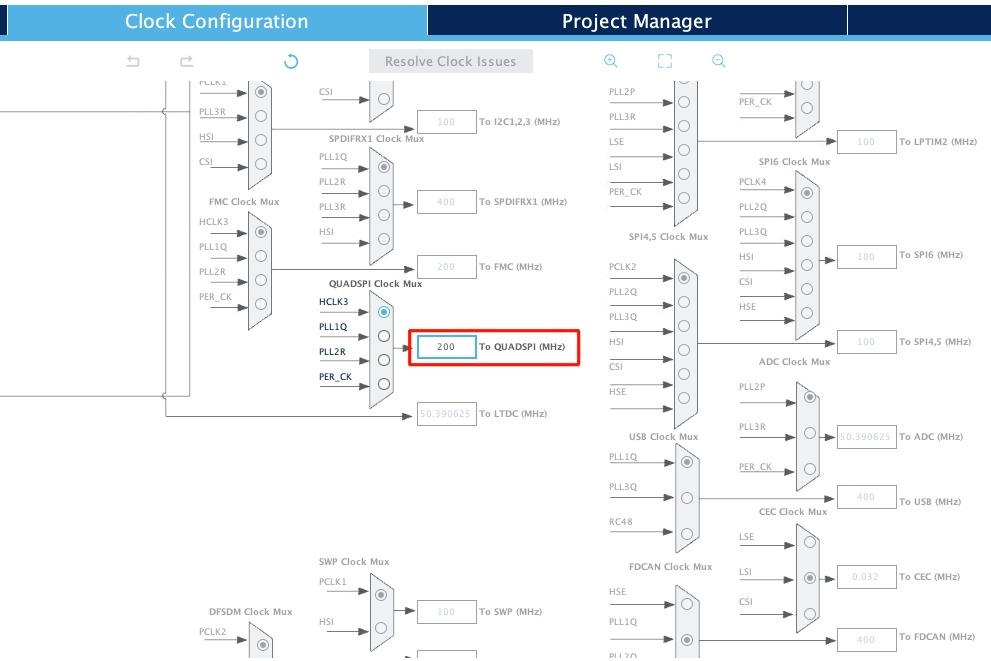 Clock Configuration
Project Manager
Resolve Clock Issues
PCLK1
PLL3R
HSI
CSI
CSI
100
To I2C1,2,3 (MHz)
SPDIFRX1 Clock Mux
PLL1Q
PLL2R
PLL3R
HSI
400
To SPDIFRX1 (MHz)
FMC Clock Mux
HCLK3
PLL1Q
PLL2R
PER_CK
200
To FMC (MHz)
QUADSPI Clock Mux
HCLK3
PLL1Q
PLL2R
PER_CK
200
To QUADSPI (MHz)
50.390625
To LTDC (MHz)
SWP Clock Mux
PCLK1
HSI
100
To SWP (MHz)
DFSDM Clock Mux
PCLK2
PLL2P
PLL3R
LSE
LSI
PER_CK
PER_CK
100
To LPTIM2 (MHz)
SPI6 Clock Mux
PCLK4
PLL2Q
PLL3Q
HSI
CSI
HSE
100
To SPI6 (MHz)
SPI4,5 Clock Mux
PCLK2
PLL2Q
PLL3Q
HSI
CSI
HSE
100
To SPI4,5 (MHz)
ADC Clock Mux
PLL2P
PLL3R
PER_CK
50.390625
To ADC (MHz)
USB Clock Mux
PLL1Q
PLL3Q
RC48
400
To USB (MHz)
CEC Clock Mux
LSE
LSI
CSI
0.032
To CEC (MHz)
FDCAN Clock Mux
HSE
PLL1Q
PLL2Q
400
To FDCAN (MHz)